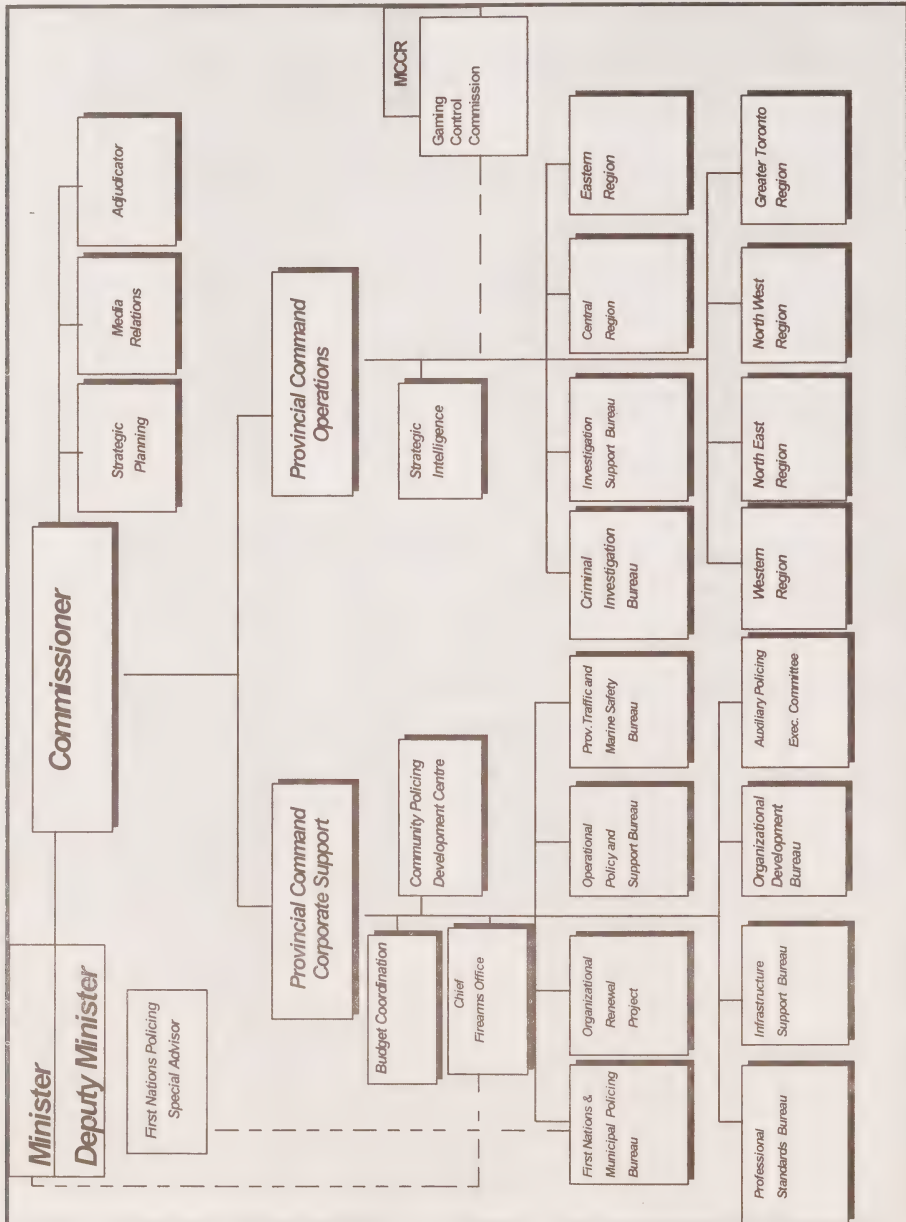 Minister
Deputy Minister
Commissioner
Strategic
Planning
Media
Relations
Adjudicator
First Nations Policing
Special Advisor
Provincial Command
Corporate Support
Provincial Command
Operations
MCCR
Gaming
Control
Commission
Budget Coordination
Community Policing
Development Centre
Chief
Firearms Office
Strategic
Intelligence
First Nations &
Municipal Policing
Bureau
Organizational
Renewal
Project
Operational
Policy and
Support Bureau
Prov. Traffic and
Marine Safety
Bureau
Criminal
Investigation
Bureau
Investigation
Support Bureau
Central
Region
Eastern
Region
Professional
Standards Bureau
Infrastructure
Support Bureau
Organizational
Development
Bureau
Auxiliary Policing
Exec. Committee
Western
Region
North East
Region
North West
Region
Greater Toronto
Region